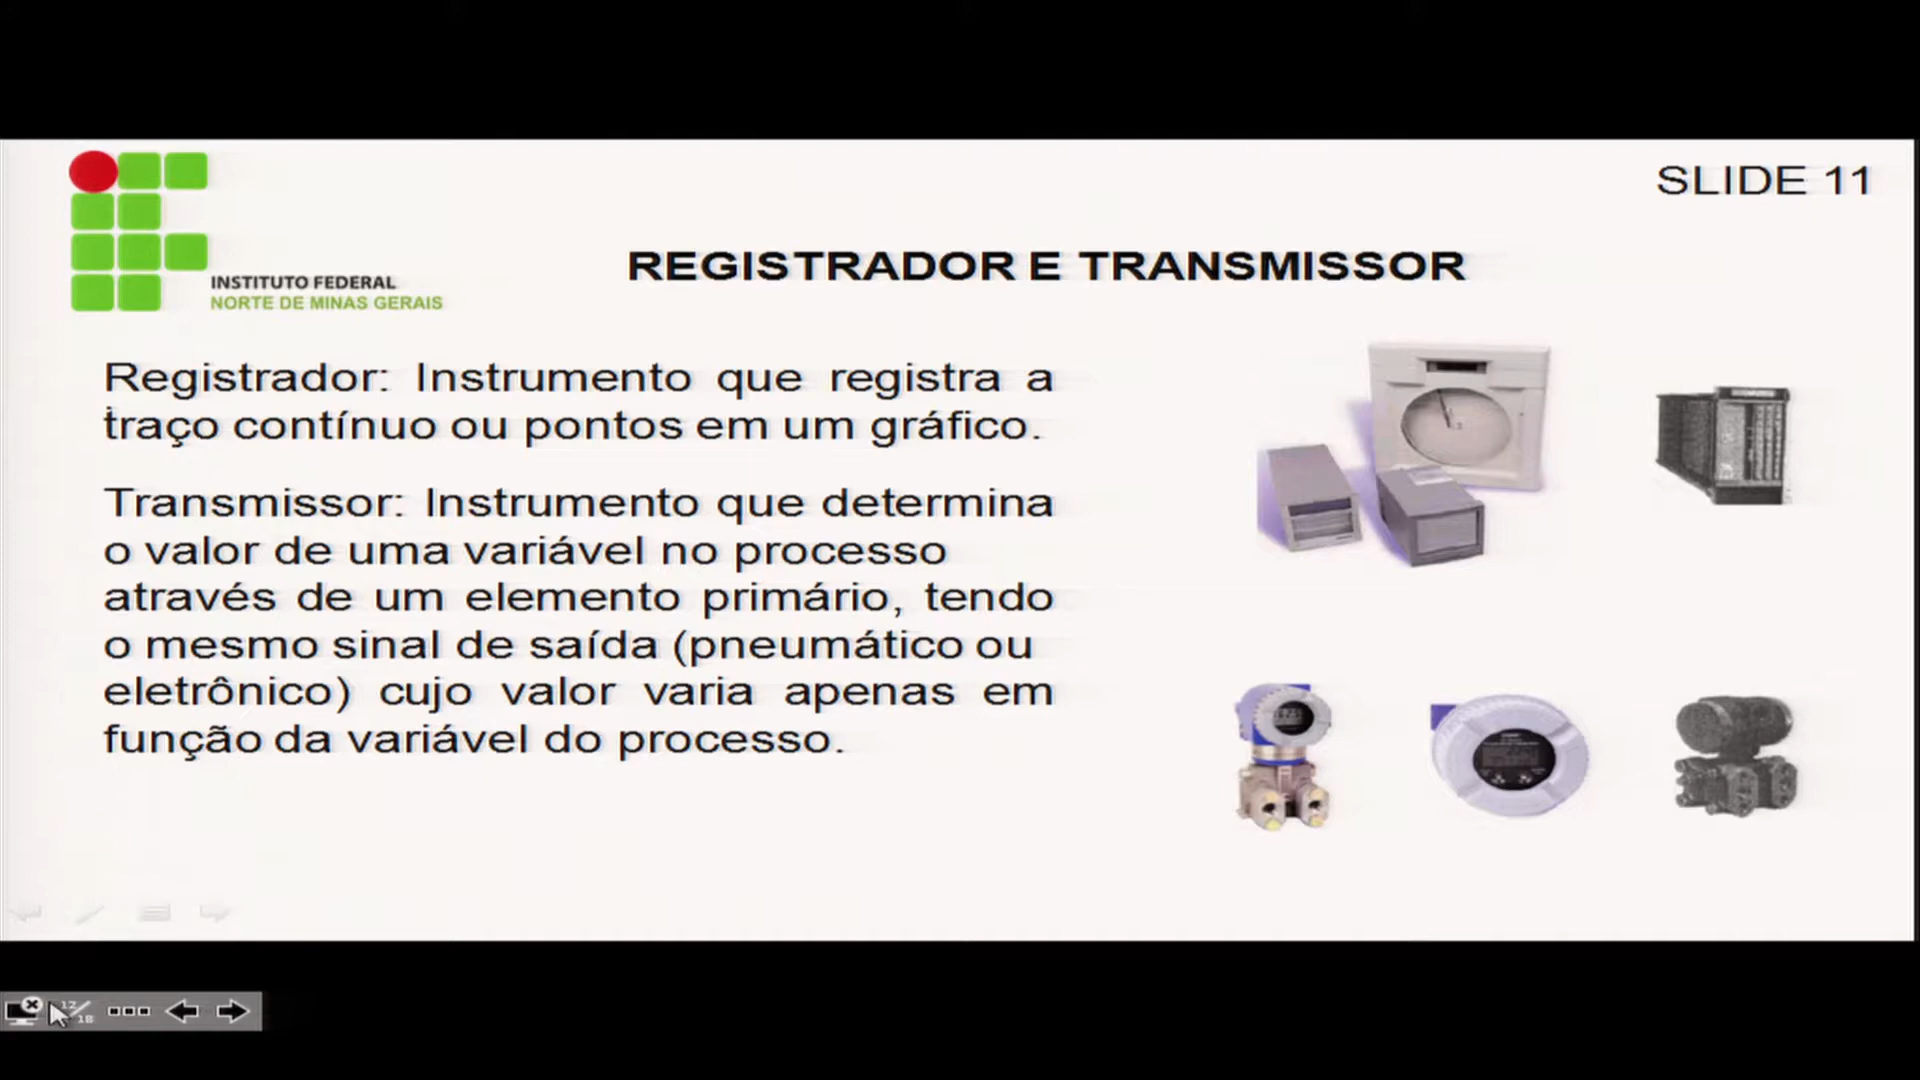 SLIDE 11
INSTITUTO FEDERAL
NORTE DE MINAS GERAIS
REGISTRADOR E TRANSMISSOR
Registrador: Instrumento que registra a
traço contínuo ou pontos em um gráfico.
Transmissor: Instrumento que determina
o valor de uma variável no processo
através de um elemento primário, tendo
o mesmo sinal de saída (pneumático ou
eletrônico) cujo valor varia apenas em
função da variável do processo.
12/18